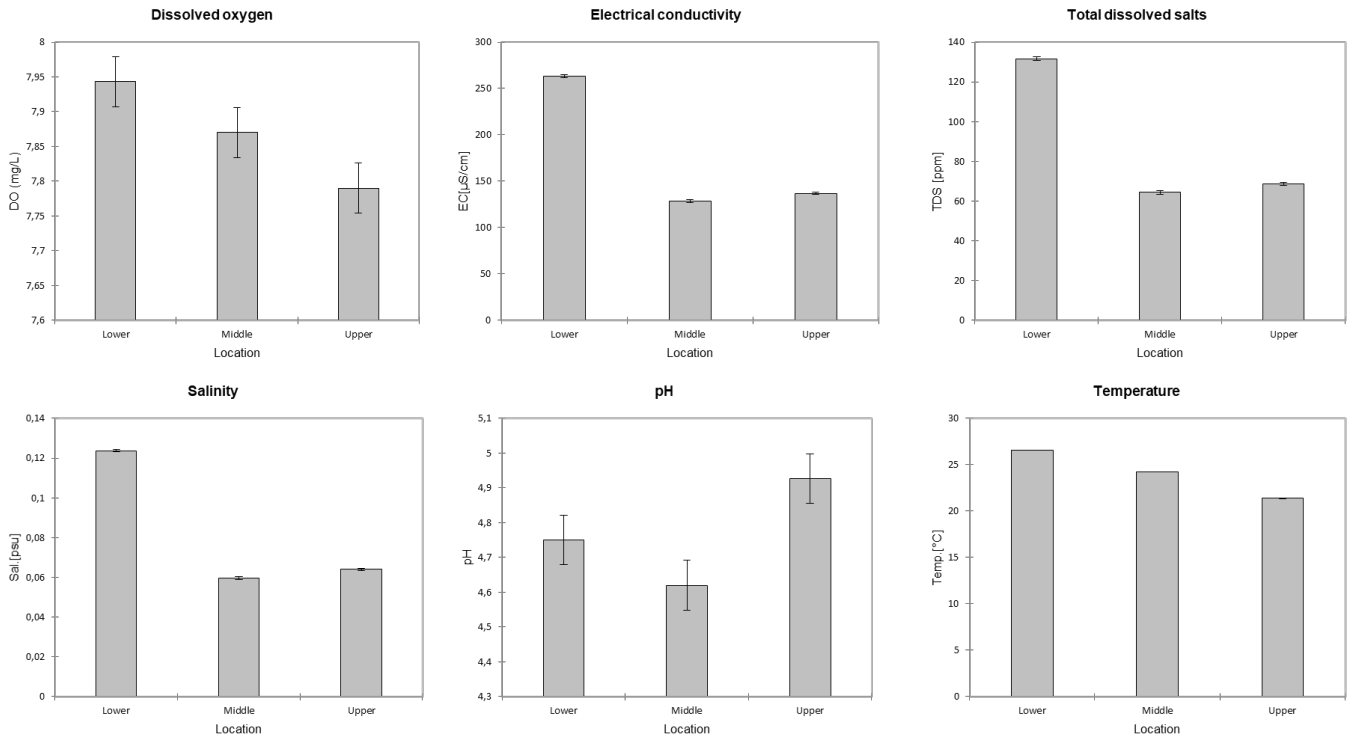 Dissolved oxygen
8
7,95
7,9
7,85
7,8
7,75
7,7
7,65
7,6
DO (mg/L)
Lower Middle Upper
Location
Electrical conductivity
300
250
200
150
100
50
0
EC[µS/cm]
Lower Middle Upper
Location
Total dissolved salts
140
120
100
80
60
40
20
0
TDS [ppm]
Lower Middle Upper
Location
Salinity
0,14
0,12
0,1
0,08
0,06
0,04
0,02
0
Sal.[psu]
Lower Middle Upper
Location
pH
5,1
5
4,9
4,8
4,7
4,6
4,5
4,4
4,3
pH
Lower Middle Upper
Location
Temperature
30
25
20
15
10
5
0
Temp.[°C]
Lower Middle Upper
Location